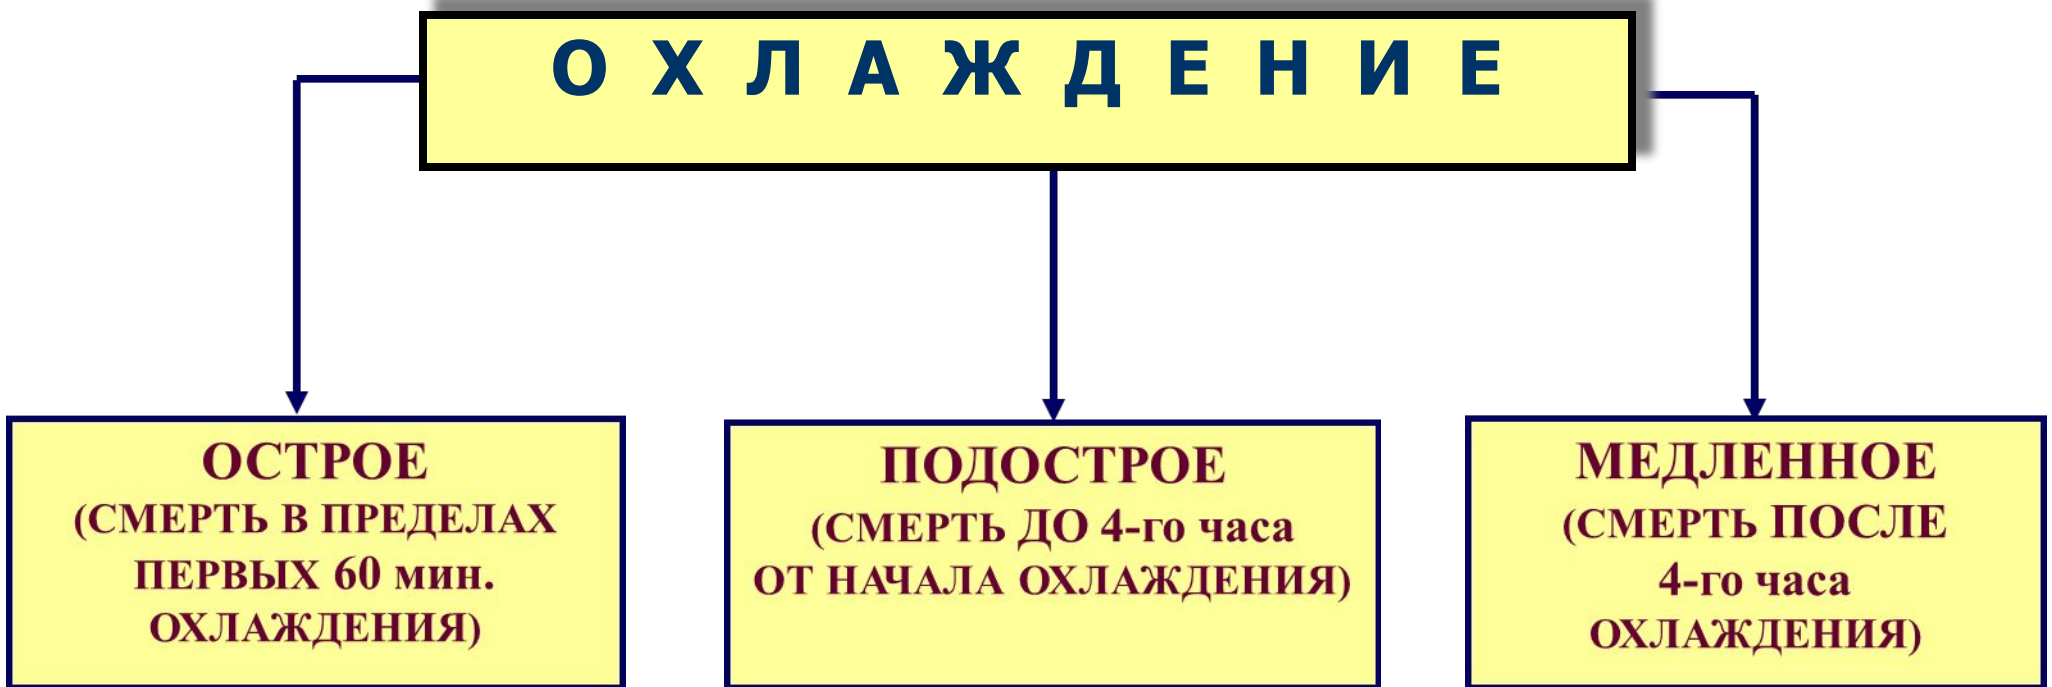 ОХЛАЖДЕНИЕ
ОСТРОЕ
(СМЕРТЬ В ПРЕДЕЛАХ
ПЕРВЫХ 60 мин.
ОХЛАЖДЕНИЯ)
ПОДОСТРОЕ
(СМЕРТЬ ДО 4-го часа
ОТ НАЧАЛА ОХЛАЖДЕНИЯ)
МЕДЛЕННОЕ
(СМЕРТЬ ПОСЛЕ
4-го часа
ОХЛАЖДЕНИЯ)